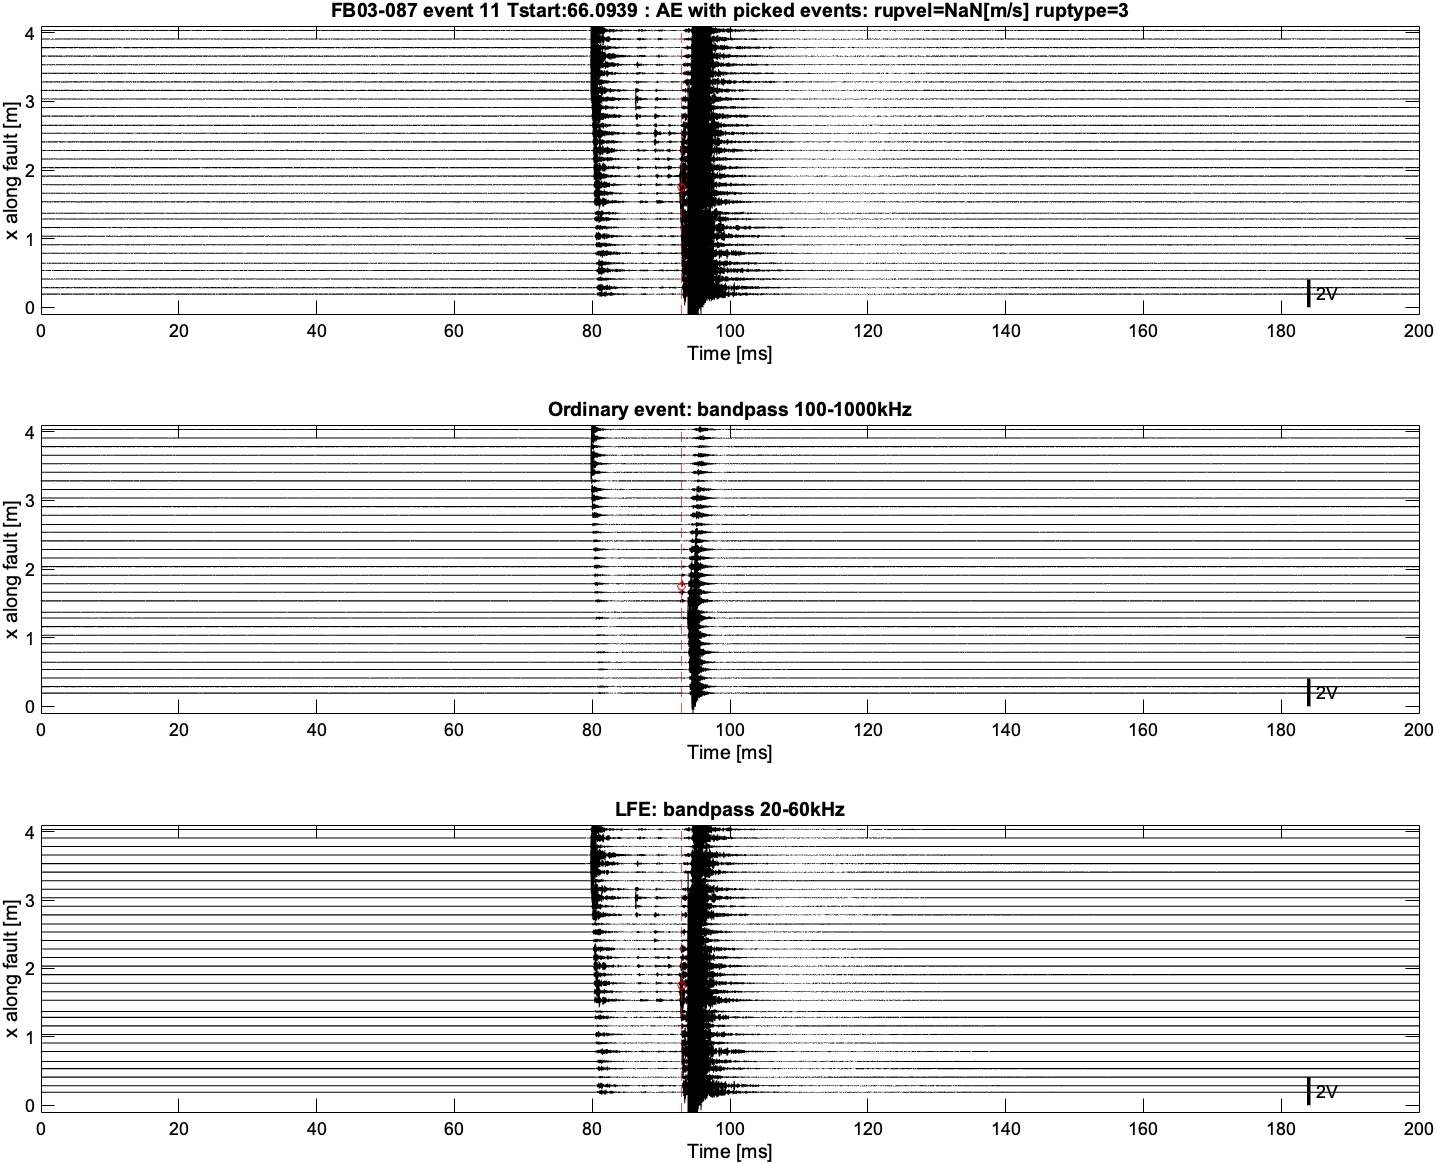 FB03-087 event 11 Tstart:66.0939 : AE with picked events: rupvel=NaN[m/s] ruptype=3
4
3
2
1
0
x along fault [m]
2V
0 20 40 60 80 100 120 140 160 180 200
Time [ms]
Ordinary event: bandpass 100-1000kHz
4
3
2
1
0
x along fault [m]
2V
0 20 40 60 80 100 120 140 160 180 200
Time [ms]
LFE: bandpass 20-60kHz
4
3
2
1
0
x along fault [m]
2V
0 20 40 60 80 100 120 140 160 180 200
Time [ms]